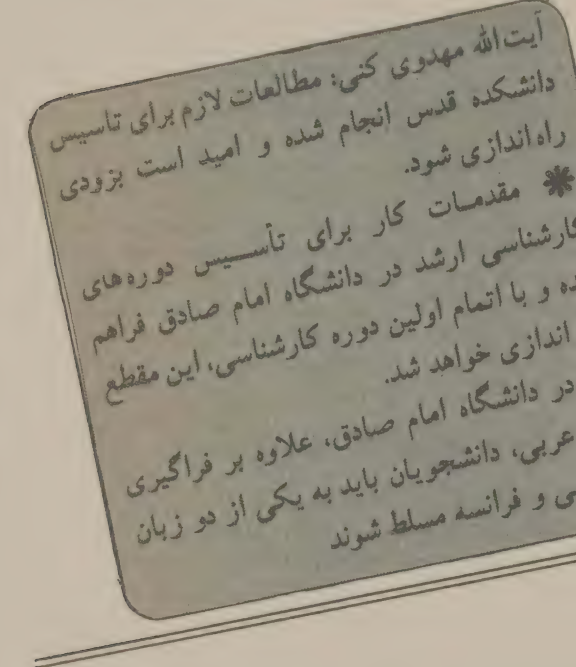 آیت‌الله مهدوی کنی: مطالعات لازم برای تاسیس
دانشکده قدس انجام شده و امید است بزودی
راه‌اندازی شود.
❋ مقدمات کار برای تأسیس دوره‌های
کارشناسی ارشد در دانشگاه امام صادق فراهم
ده و با اتمام اولین دوره کارشناسی، این مقطع
اندازی خواهد شد.
در دانشگاه امام صادق، علاوه بر فراگیری
عربی، دانشجویان باید به یکی از دو زبان
ی و فرانسه مسلط شوند